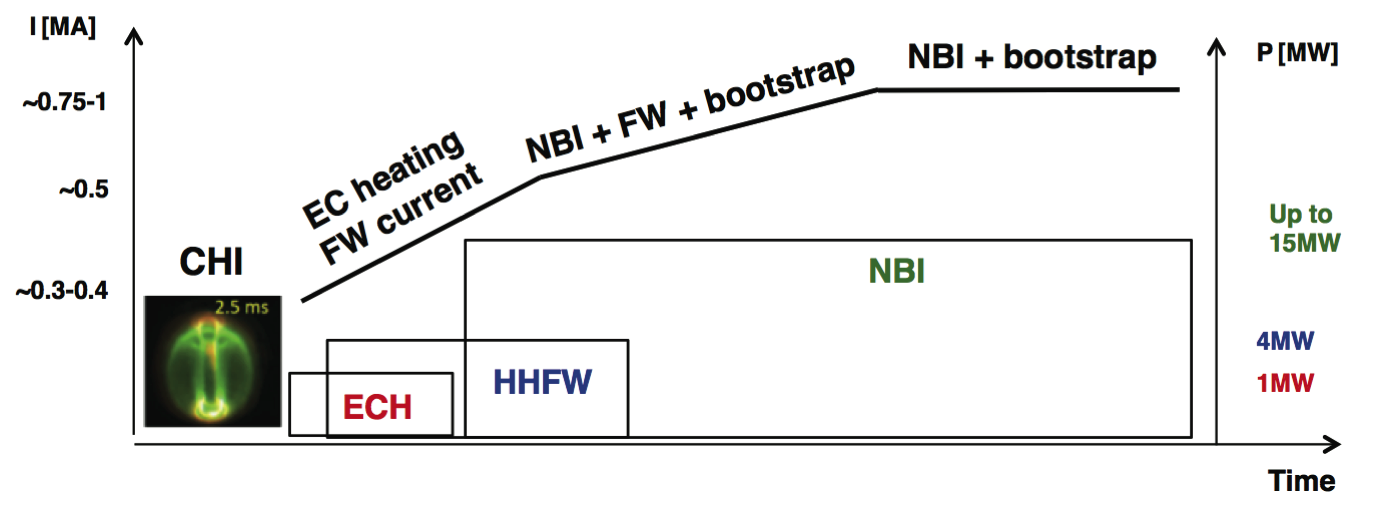 I [MA]
~0.75-1
~0.5
~0.3-0.4
CHI
2.5 ms
EC heating
FW current
NBI + FW + bootstrap
NBI + bootstrap
ECH
HHFW
NBI
P [MW]
Up to
15MW
4MW
1MW
Time